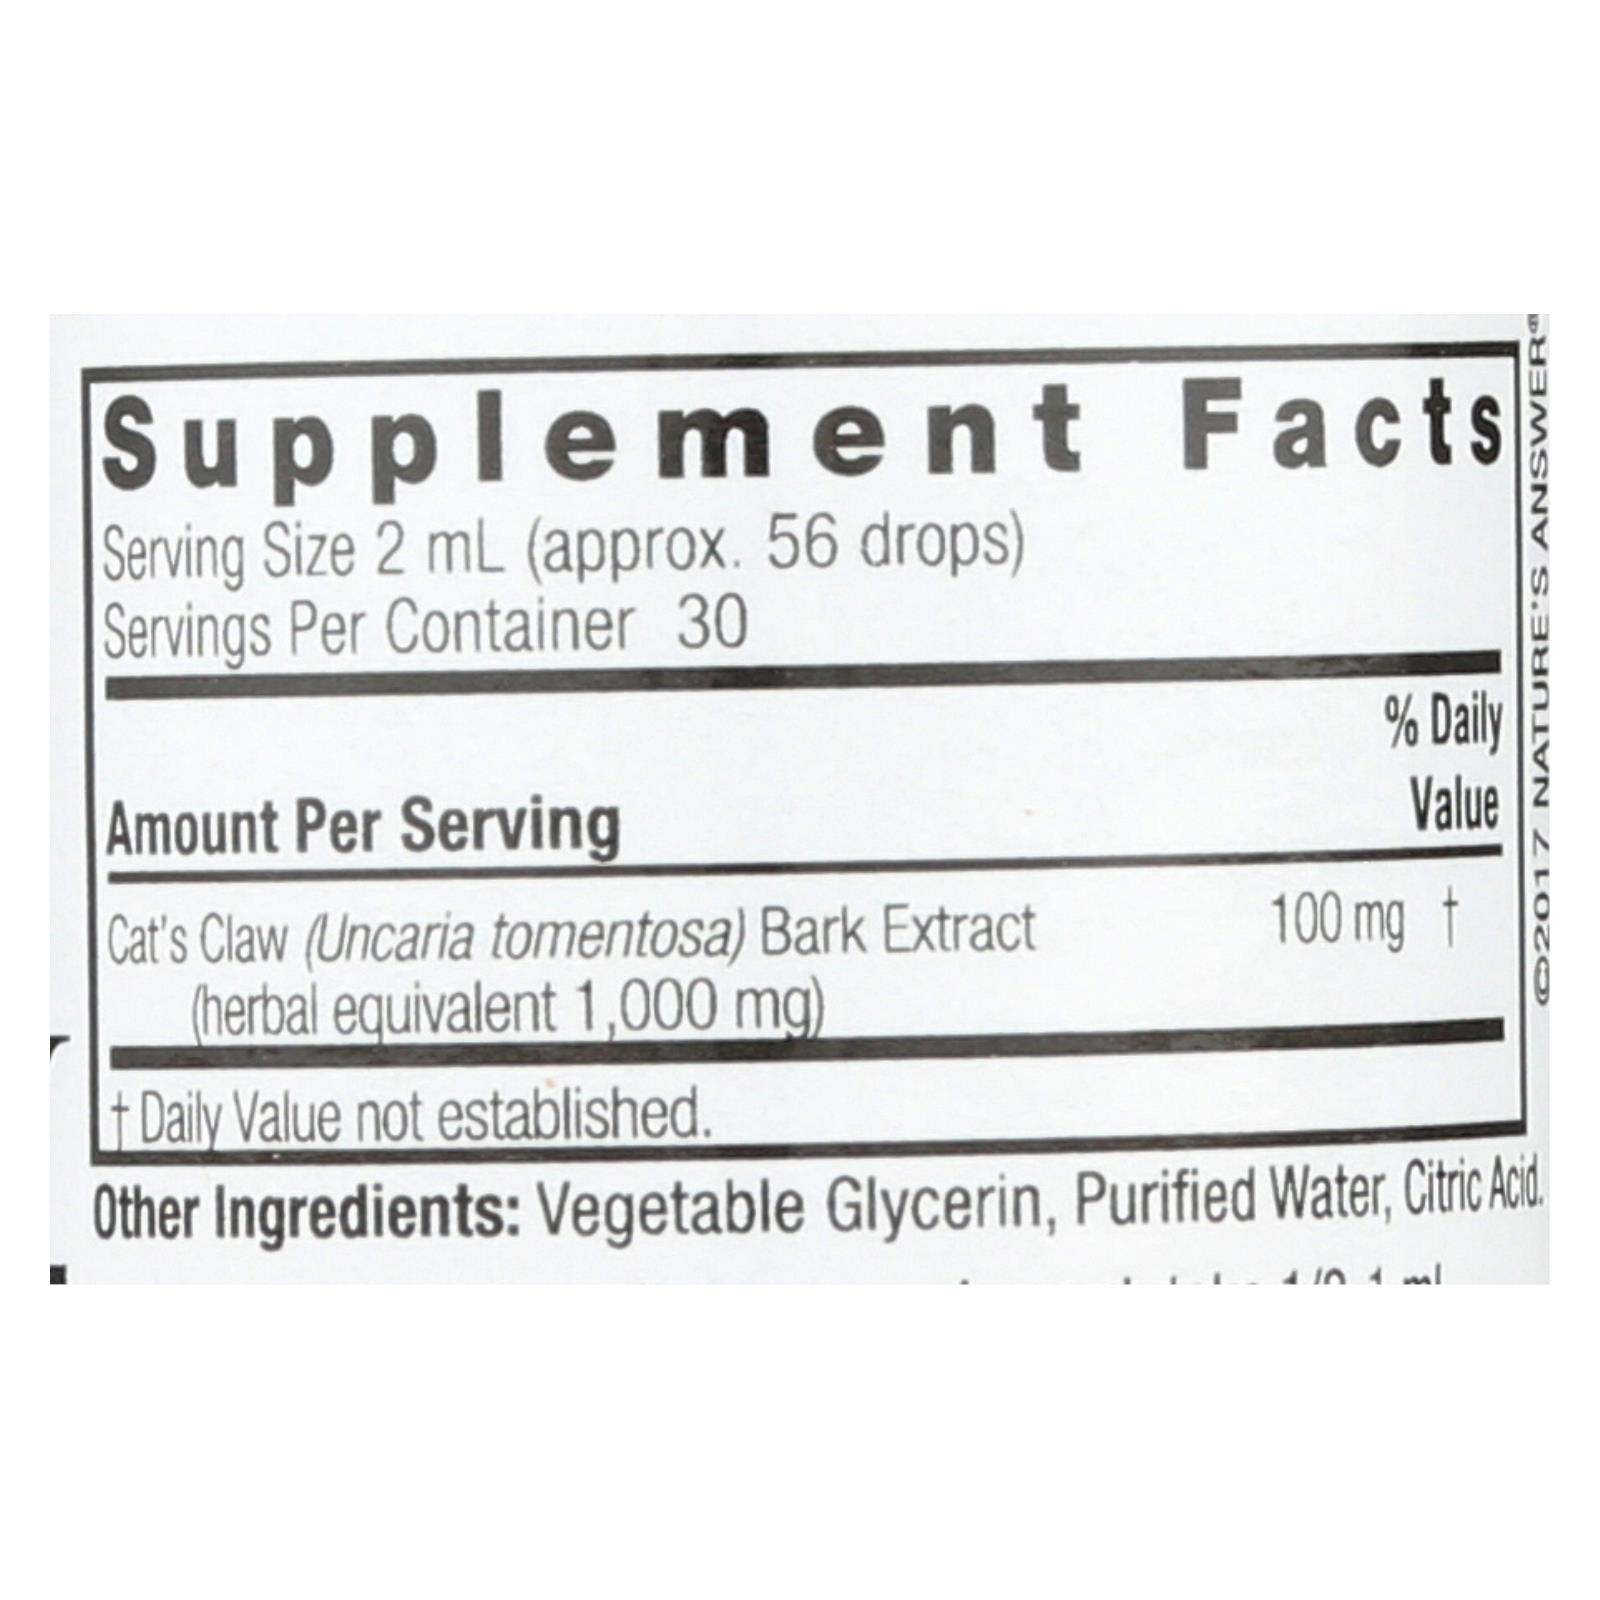 Supplement Facts
Serving Size 2 mL (approx. 56 drops)
Servings Per Container 30
% Daily
Value
Amount Per Serving
Cat's Claw (Uncaria tomentosa) Bark Extract 100 mg †
(herbal equivalent 1,000 mg)
† Daily Value not established.
Other Ingredients: Vegetable Glycerin, Purified Water, Citric Acid.
©2017 NATURE'S ANSWER®